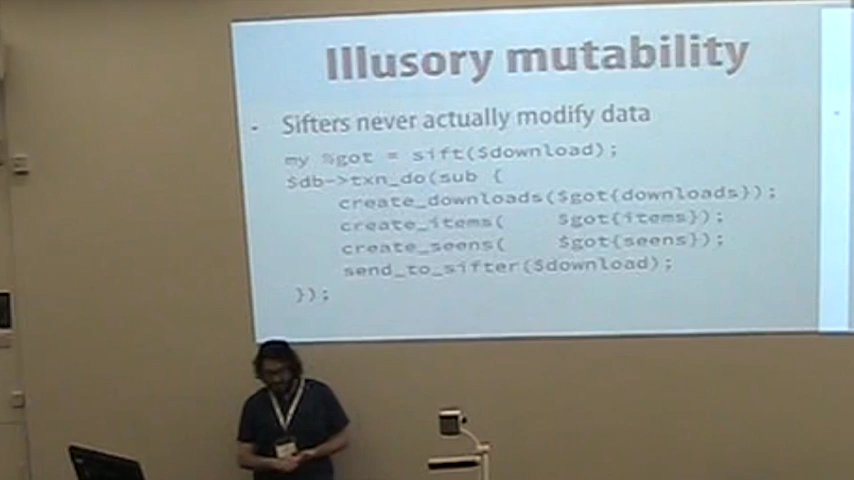 Illusory mutability
- Sifters never actually modify data
my %got = sift($download);
$db->txn_do(sub {
create_downloads($got{downloads});
create_items( $got{items});
create_seens( $got{seens});
send_to_sifter($download);
});